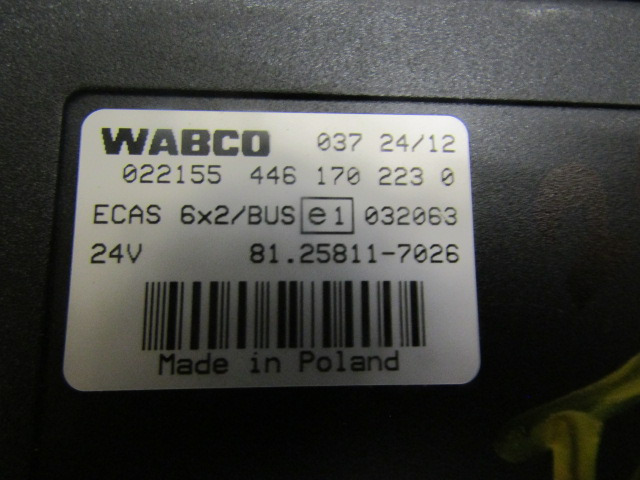 WABCO 037 24/12
022155 446 170 223 0
ECAS 6x2/BUS e1 032063
24V 81.25811-7026
Made in Poland